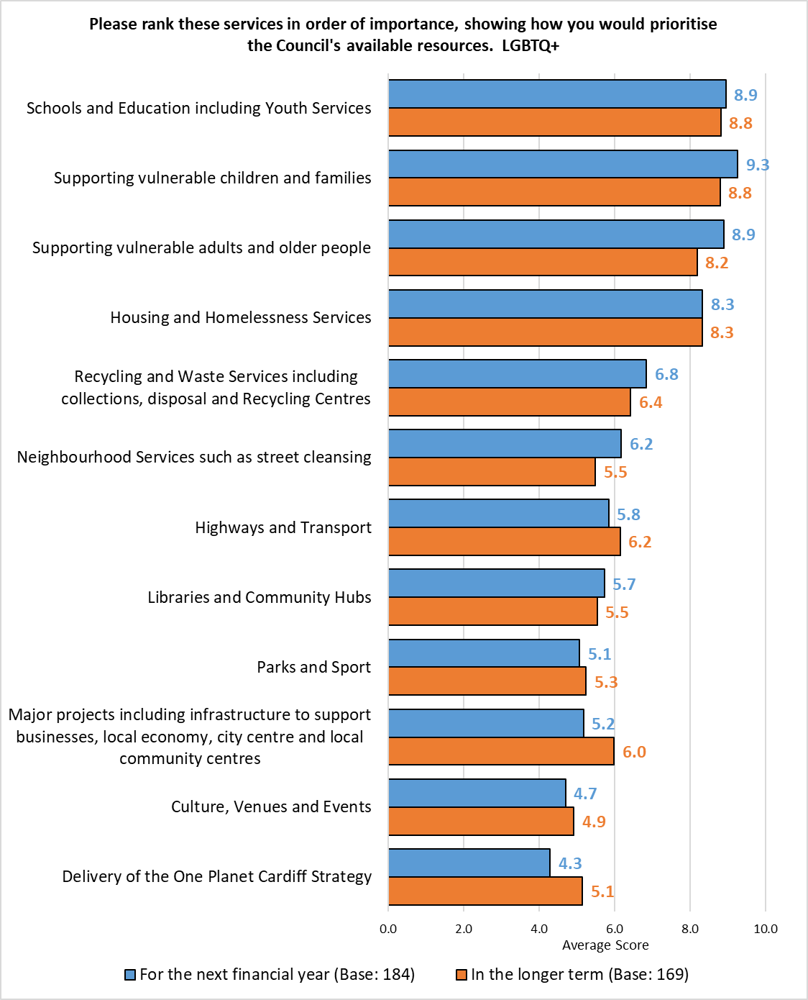 Please rank these services in order of importance, showing how you would prioritise
the Council's available resources.  LGBTQ+
Schools and Education including Youth Services
8.9
8.8
Supporting vulnerable children and families
9.3
8.8
Supporting vulnerable adults and older people
8.9
8.2
Housing and Homelessness Services
8.3
8.3
Recycling and Waste Services including
collections, disposal and Recycling Centres
6.8
6.4
Neighbourhood Services such as street cleansing
6.2
5.5
Highways and Transport
5.8
6.2
Libraries and Community Hubs
5.7
5.5
Parks and Sport
5.1
5.3
Major projects including infrastructure to support
businesses, local economy, city centre and local
community centres
5.2
6.0
Culture, Venues and Events
4.7
4.9
Delivery of the One Planet Cardiff Strategy
4.3
5.1
0.0 2.0 4.0 6.0 8.0 10.0
Average Score
For the next financial year (Base: 184) In the longer term (Base: 169)